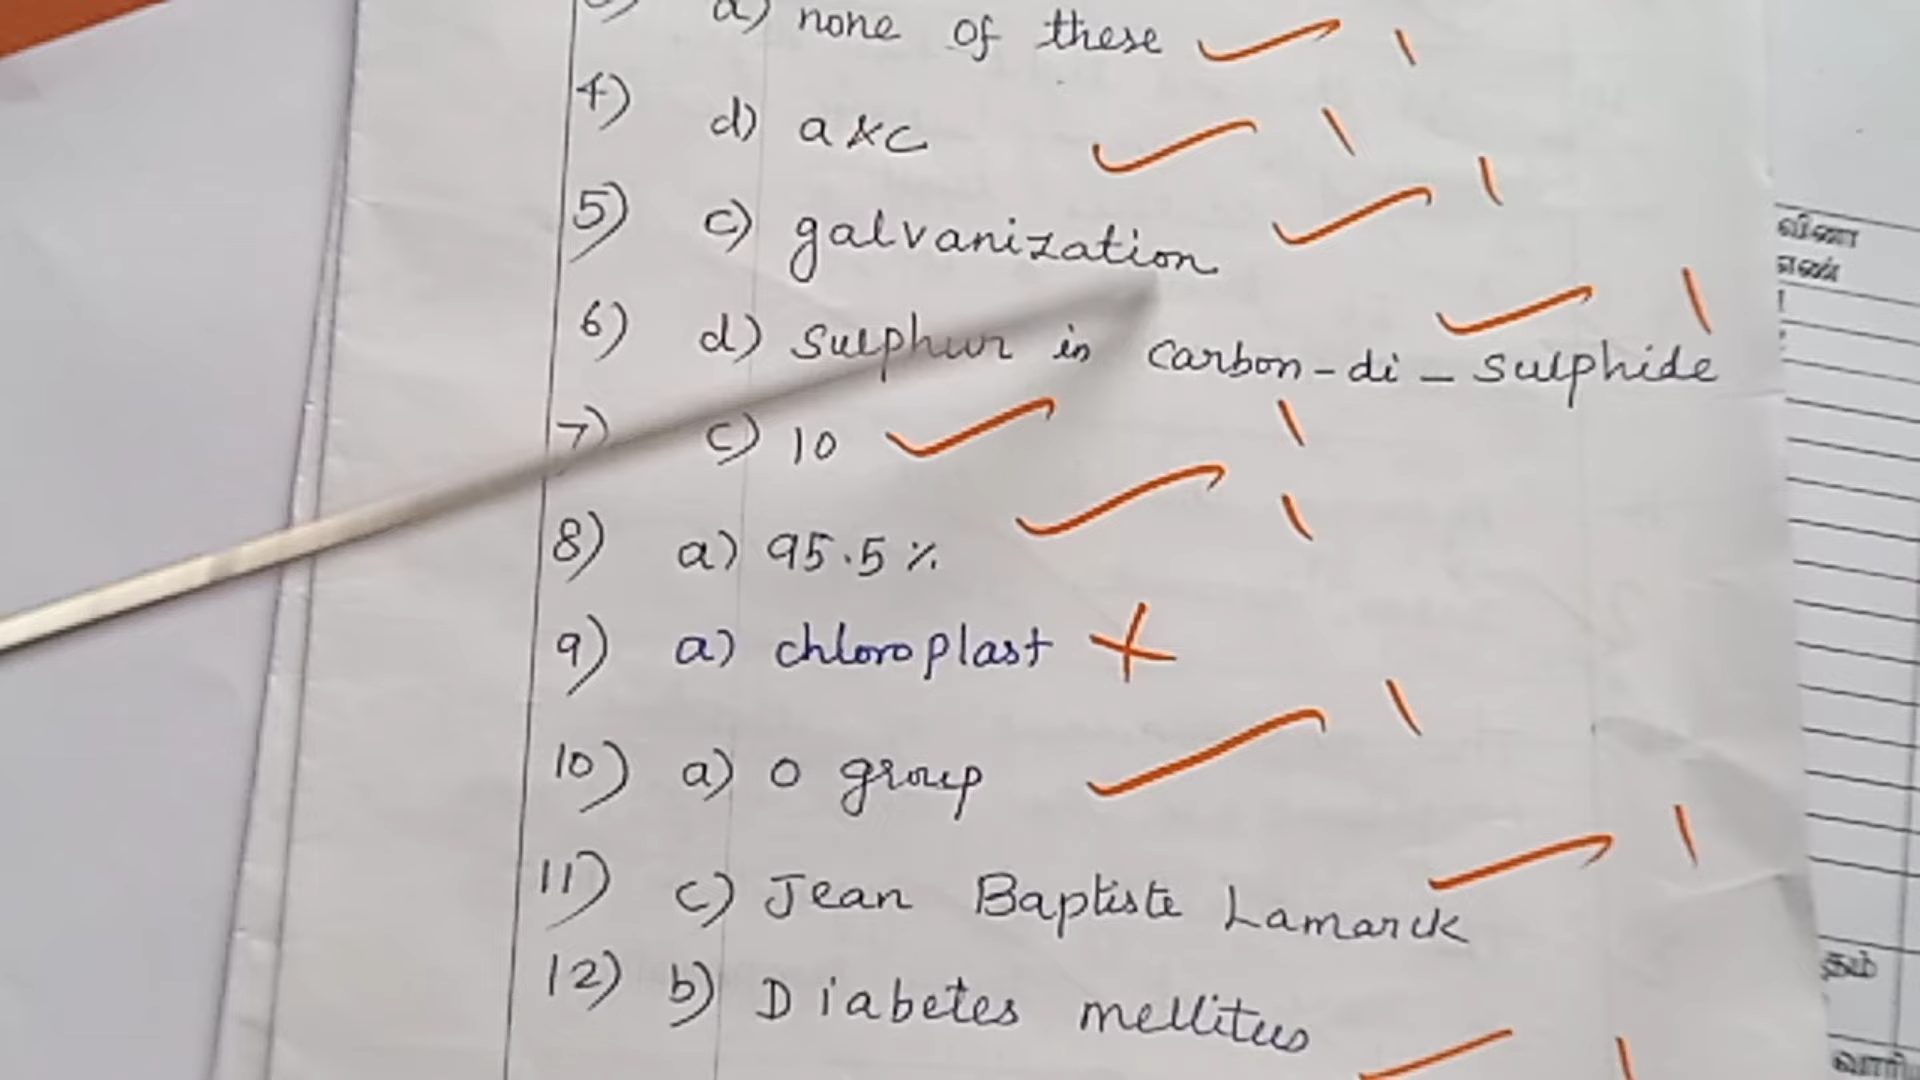 a) none of these
4) d) a & c
5) c) galvanization
6) d) sulphur in carbon-di-sulphide
7) c) 10
8) a) 95.5 %
9) a) chloroplast
10) a) O group
11) c) Jean Baptiste Lamarck
12) b) Diabetes mellitus
வினா
எண்